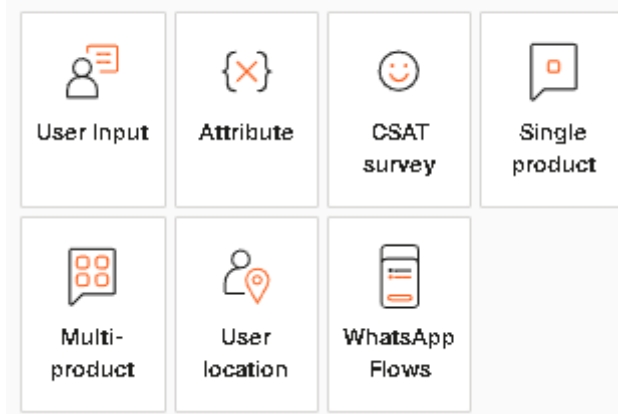 User Input
Attribute
CSAT
survey
Single
product
Multi-
product
User
location
WhatsApp
Flows